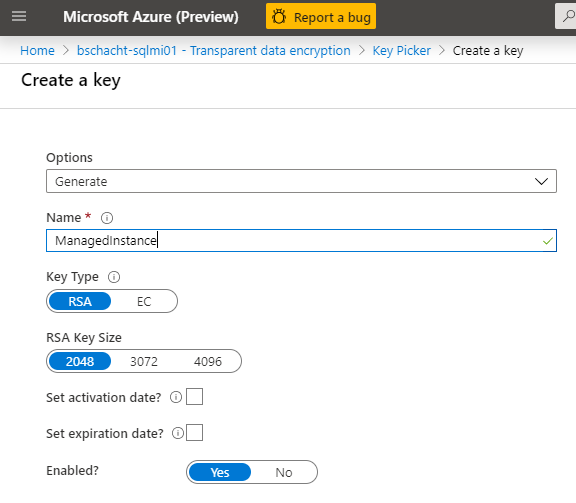 Microsoft Azure (Preview) Report a bug
Home > bschacht-sqlmi01 - Transparent data encryption > Key Picker > Create a key
Create a key
Options
Generate
Name *
ManagedInstance
Key Type
RSA EC
RSA Key Size
2048 3072 4096
Set activation date?
Set expiration date?
Enabled? Yes No